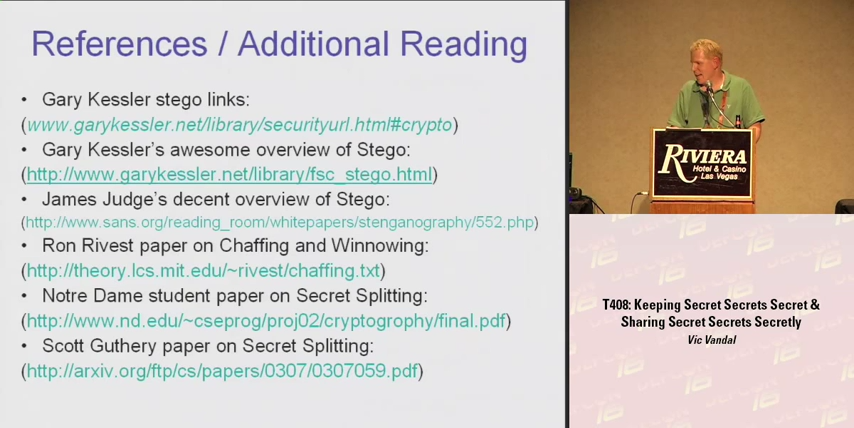 References / Additional Reading
• Gary Kessler stego links:
(www.garykessler.net/library/securityurl.html#crypto)
• Gary Kessler's awesome overview of Stego:
(http://www.garykessler.net/library/fsc_stego.html)
• James Judge's decent overview of Stego:
(http://www.sans.org/reading_room/whitepapers/stenganography/552.php)
• Ron Rivest paper on Chaffing and Winnowing:
(http://theory.lcs.mit.edu/~rivest/chaffing.txt)
• Notre Dame student paper on Secret Splitting:
(http://www.nd.edu/~cseprog/proj02/cryptogrophy/final.pdf)
• Scott Guthery paper on Secret Splitting:
(http://arxiv.org/ftp/cs/papers/0307/0307059.pdf)
RIVIERA
Hotel & Casino
Las Vegas
T408: Keeping Secret Secrets Secret &
Sharing Secret Secrets Secretly
Vic Vandal